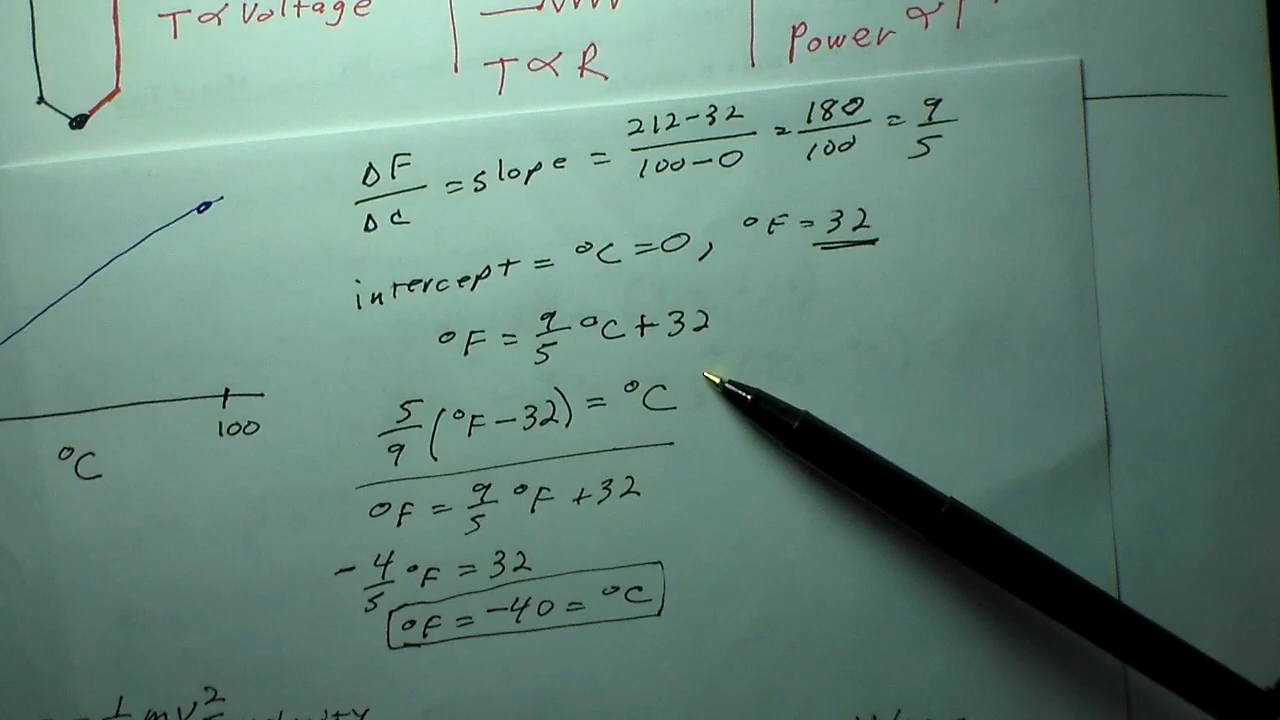 T∝Voltage
T∝R
Power ∝
ΔF/ΔC = slope = (212-32)/(100-0) = 180/100 = 9/5
intercept = °C=0, °F = 32
°F = 9/5 °C + 32
5/9 (°F-32) = °C
100
°C
°F = 9/5 °F + 32
-4/5 °F = 32
°F = -40 = °C
mv²